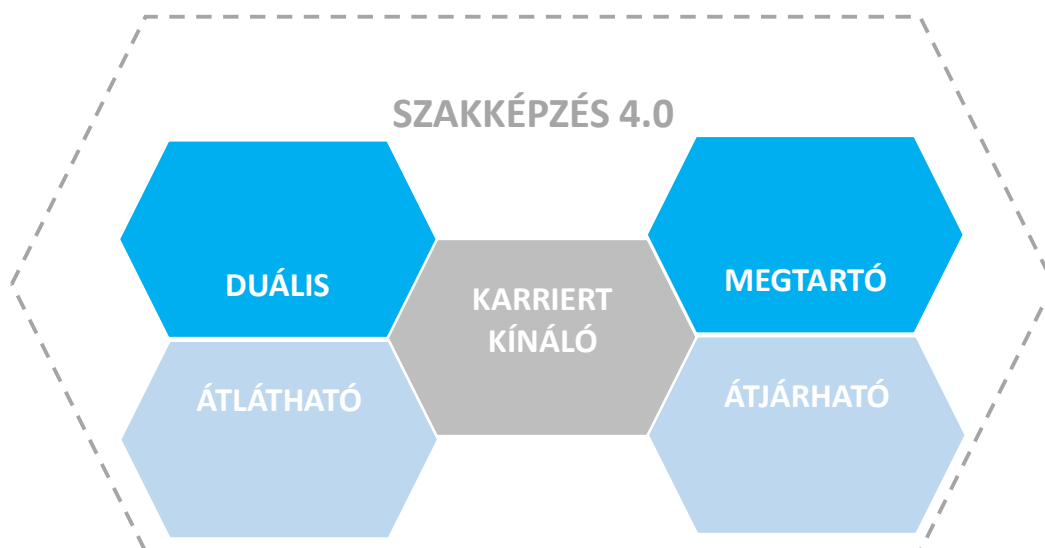 SZAKKÉPZÉS 4.0
DUÁLIS
MEGTARTÓ
KARRIERT
KÍNÁLÓ
ÁTLÁTHATÓ
ÁTJÁRHATÓ